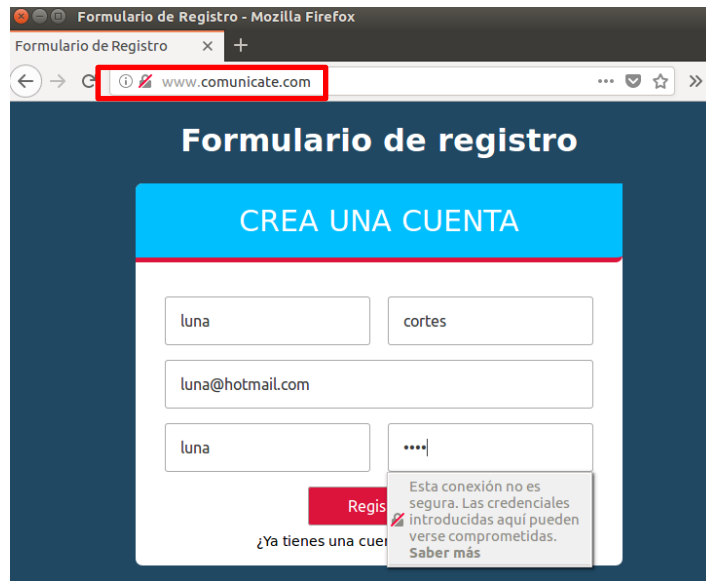 Formulario de Registro - Mozilla Firefox
Formulario de Registro
www.comunicate.com
Formulario de registro
CREA UNA CUENTA
luna cortes
luna@hotmail.com
luna ••••
Esta conexión no es
segura. Las credenciales
introducidas aquí pueden
verse comprometidas.
Saber más
Regis
¿Ya tienes una cuen